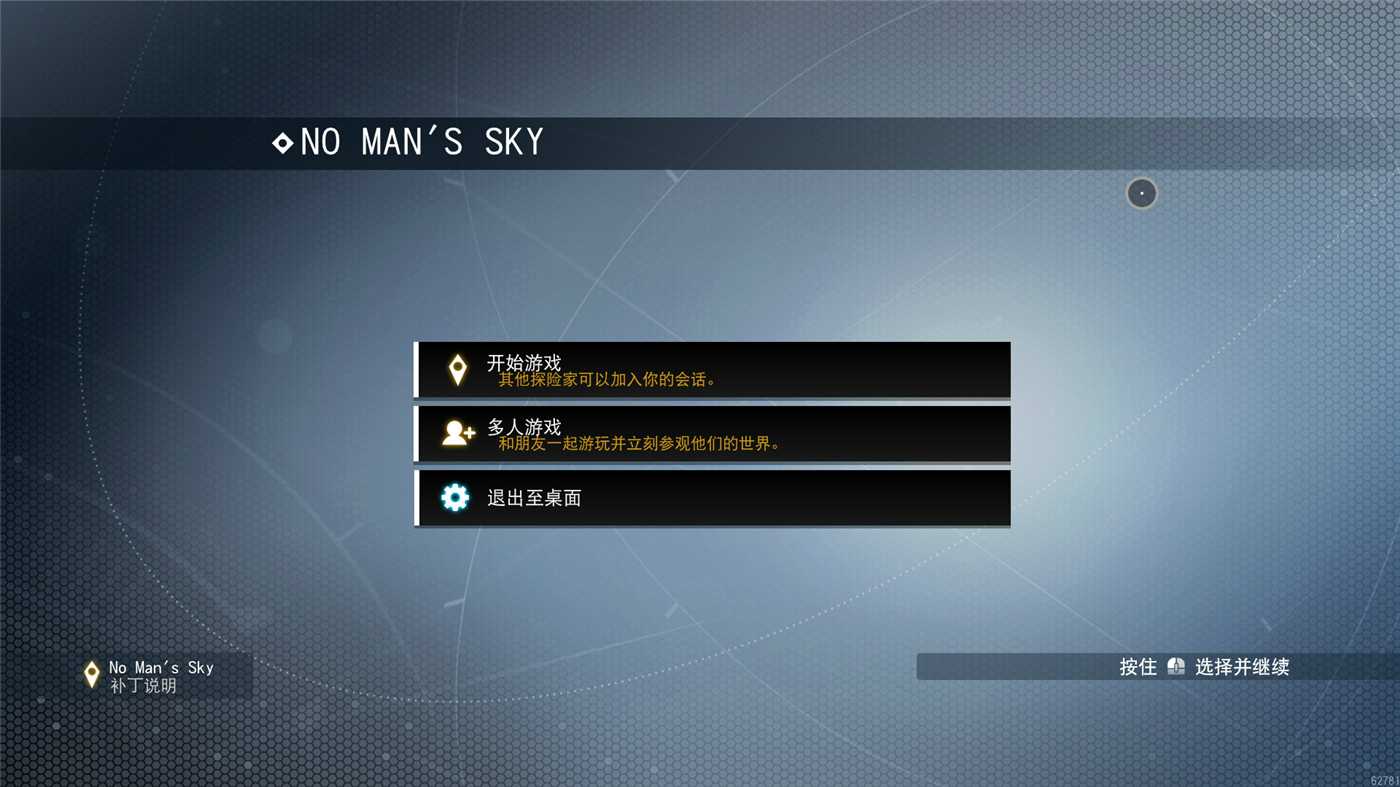 NO MAN'S SKY
开始游戏
其他探险家可以加入你的会话。
多人游戏
和朋友一起游玩并立刻参观他们的世界。
退出至桌面
No Man's Sky
补丁说明
按住 选择并继续
62781